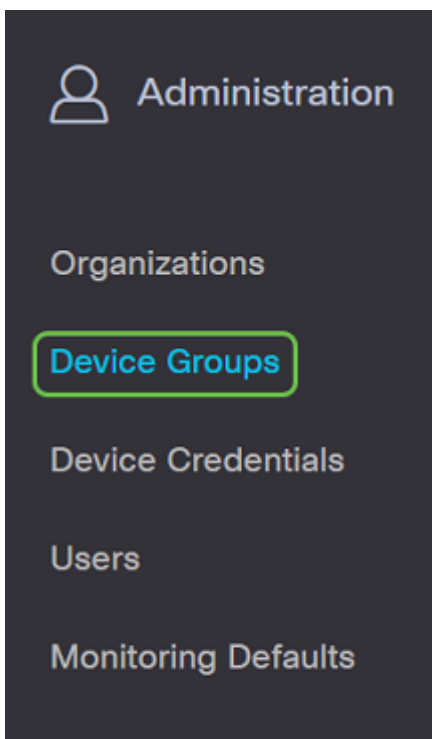 Administration
Organizations
Device Groups
Device Credentials
Users
Monitoring Defaults